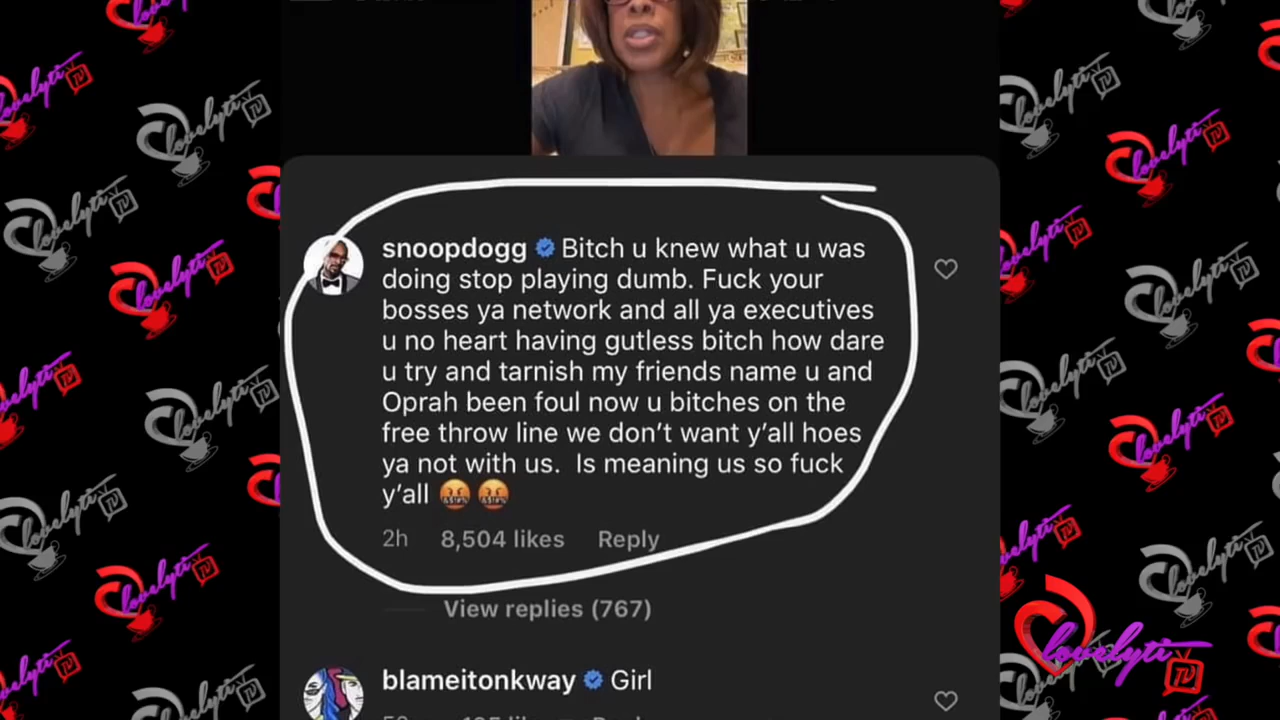 snoopdogg Bitch u knew what u was
doing stop playing dumb. Fuck your
bosses ya network and all ya executives
u no heart having gutless bitch how dare
u try and tarnish my friends name u and
Oprah been foul now u bitches on the
free throw line we don’t want y’all hoes
ya not with us.  Is meaning us so fuck
y’all 🤬 🤬
2h 8,504 likes Reply
View replies (767)
blameitonkway Girl
lovelyti TV